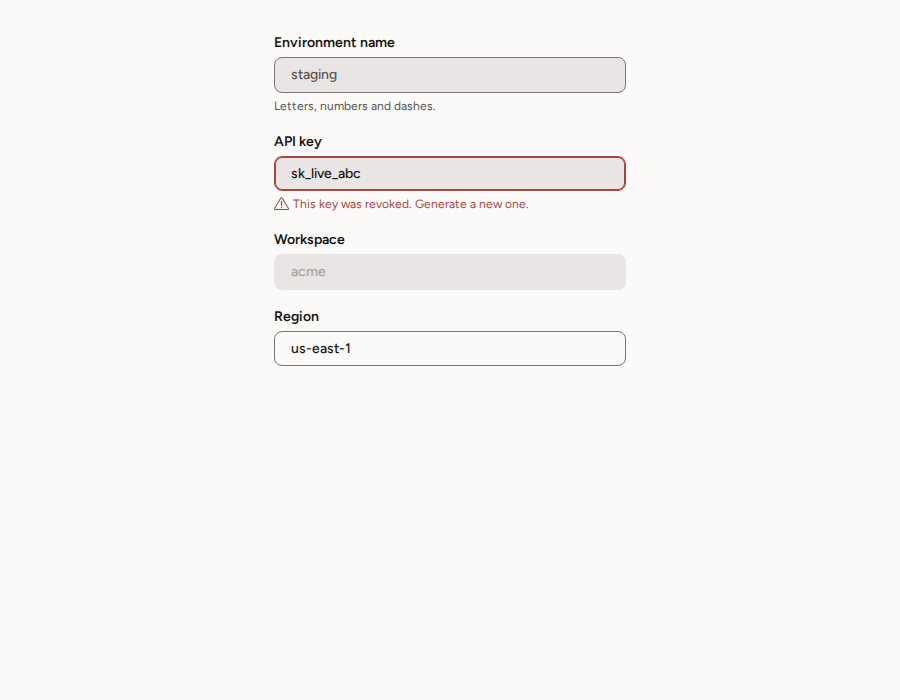 Environment name
staging
Letters, numbers and dashes.
API key
sk_live_abc
This key was revoked. Generate a new one.
Workspace
acme
Region
us-east-1